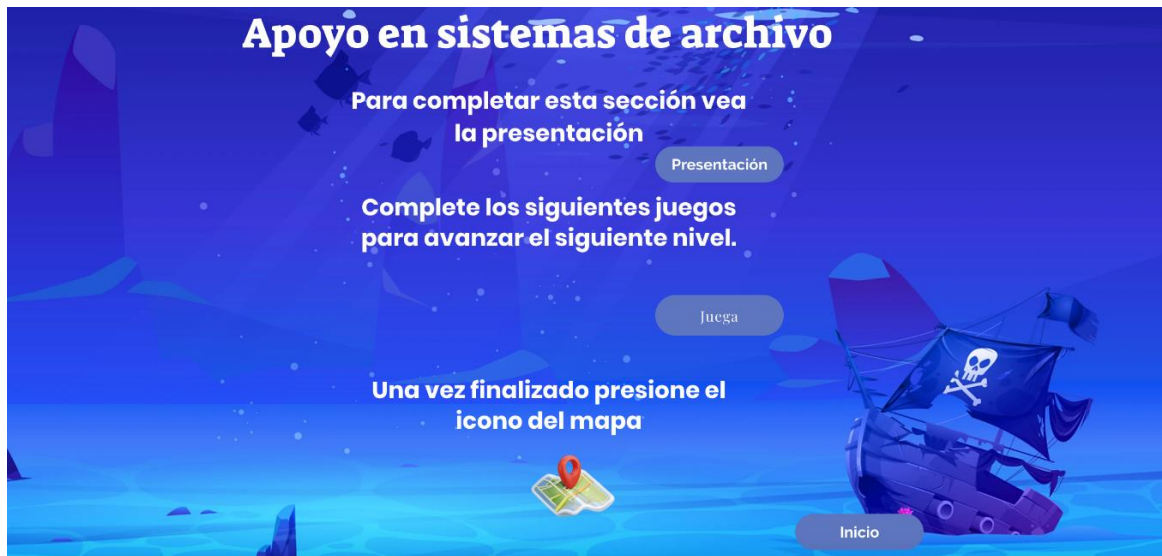 Apoyo en sistemas de archivo
Para completar esta sección vea
la presentación
Presentación
Complete los siguientes juegos
para avanzar el siguiente nivel.
Juega
Una vez finalizado presione el
icono del mapa
Inicio